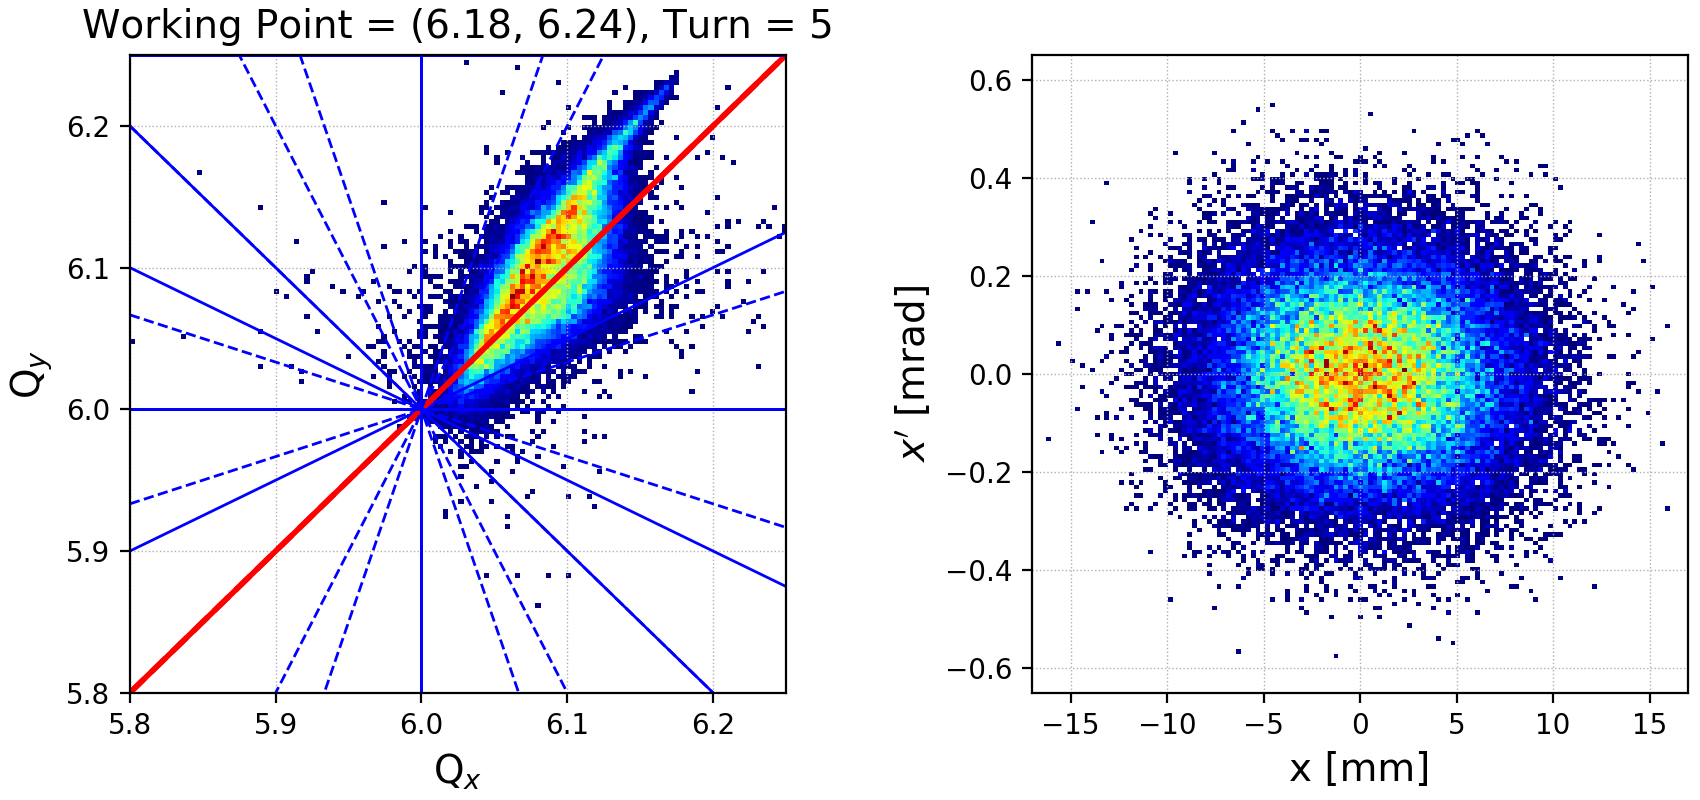 Working Point = (6.18, 6.24), Turn = 5
6.2
6.1
6.0
5.9
5.8
Q_y
5.8 5.9 6.0 6.1 6.2
Q_x
0.6
0.4
0.2
0.0
−0.2
−0.4
−0.6
x′ [mrad]
−15 −10 −5 0 5 10 15
x [mm]